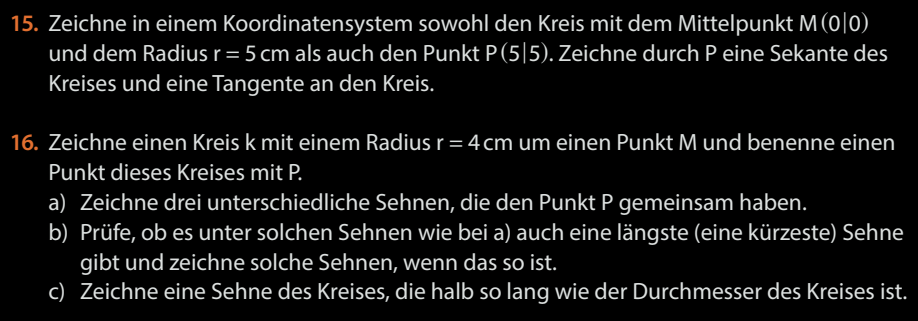 15. Zeichne in einem Koordinatensystem sowohl den Kreis mit dem Mittelpunkt M(0|0)
und dem Radius r = 5 cm als auch den Punkt P(5|5). Zeichne durch P eine Sekante des
Kreises und eine Tangente an den Kreis.
16. Zeichne einen Kreis k mit einem Radius r = 4 cm um einen Punkt M und benenne einen
Punkt dieses Kreises mit P.
a) Zeichne drei unterschiedliche Sehnen, die den Punkt P gemeinsam haben.
b) Prüfe, ob es unter solchen Sehnen wie bei a) auch eine längste (eine kürzeste) Sehne
gibt und zeichne solche Sehnen, wenn das so ist.
c) Zeichne eine Sehne des Kreises, die halb so lang wie der Durchmesser des Kreises ist.